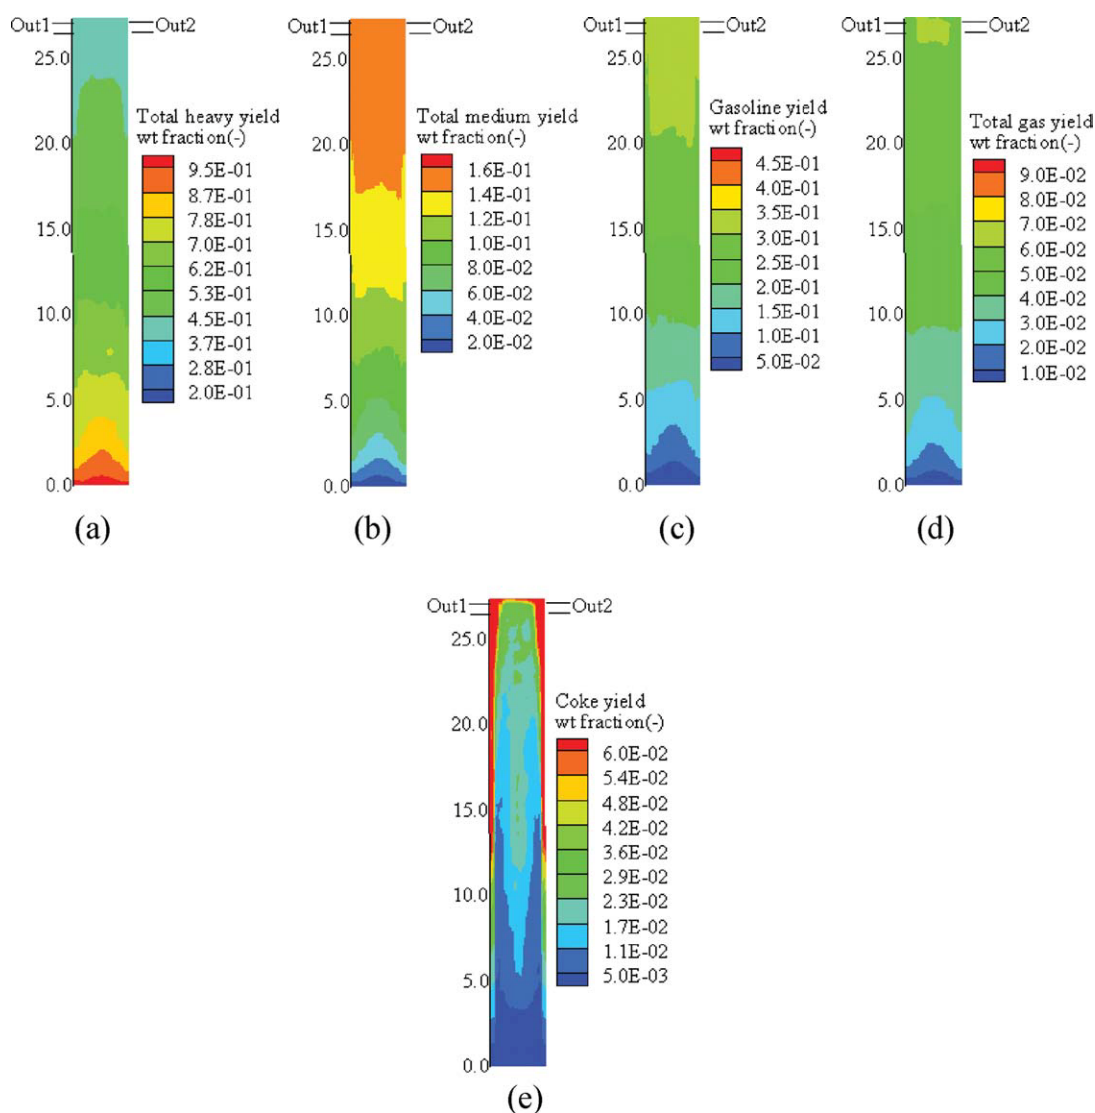 Out1 Out2
25.0
20.0
15.0
10.0
5.0
0.0
Total heavy yield
wt fraction(-)
9.5E-01
8.7E-01
7.8E-01
7.0E-01
6.2E-01
5.3E-01
4.5E-01
3.7E-01
2.8E-01
2.0E-01
(a)
Out1 Out2
25.0
20.0
15.0
10.0
5.0
0.0
Total medium yield
wt fraction(-)
1.6E-01
1.4E-01
1.2E-01
1.0E-01
8.0E-02
6.0E-02
4.0E-02
2.0E-02
(b)
Out1 Out2
25.0
20.0
15.0
10.0
5.0
0.0
Gasoline yield
wt fraction(-)
4.5E-01
4.0E-01
3.5E-01
3.0E-01
2.5E-01
2.0E-01
1.5E-01
1.0E-01
5.0E-02
(c)
Out1 Out2
25.0
20.0
15.0
10.0
5.0
0.0
Total gas yield
wt fraction(-)
9.0E-02
8.0E-02
7.0E-02
6.0E-02
5.0E-02
4.0E-02
3.0E-02
2.0E-02
1.0E-02
(d)
Out1 Out2
25.0
20.0
15.0
10.0
5.0
0.0
Coke yield
wt fraction(-)
6.0E-02
5.4E-02
4.8E-02
4.2E-02
3.6E-02
2.9E-02
2.3E-02
1.7E-02
1.1E-02
5.0E-03
(e)